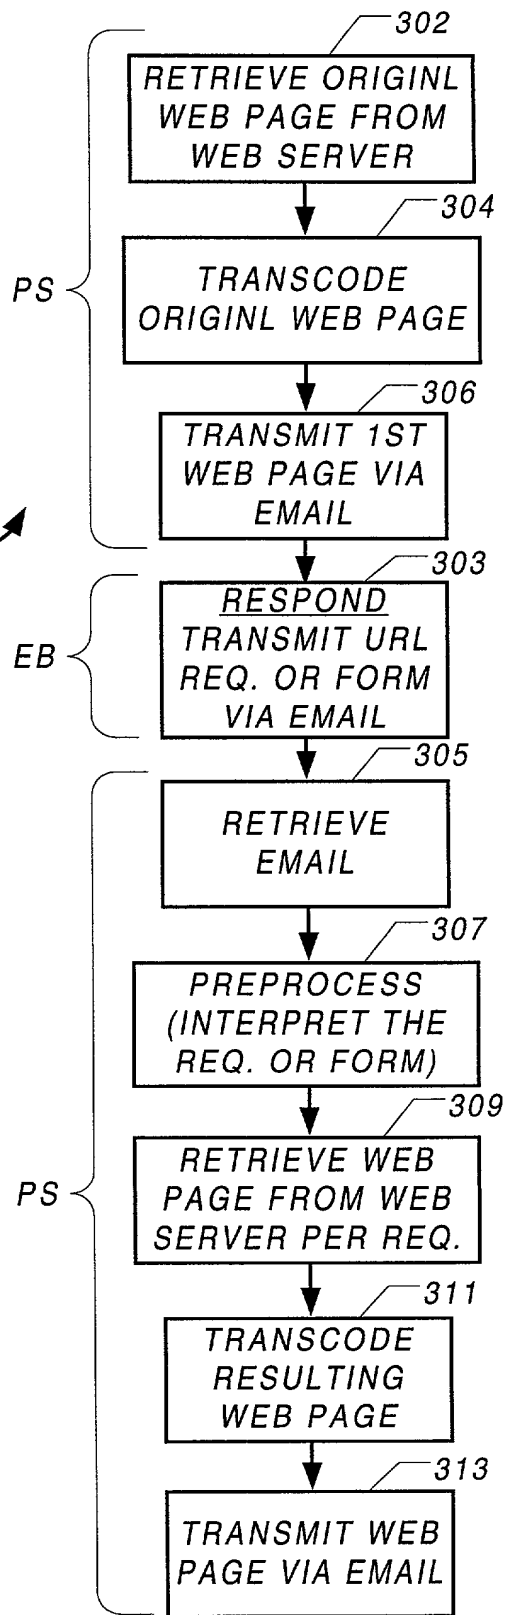 302
RETRIEVE ORIGINL
WEB PAGE FROM
WEB SERVER
304
TRANSCODE
ORIGINL WEB PAGE
PS
306
TRANSMIT 1ST
WEB PAGE VIA
EMAIL
303
RESPOND
TRANSMIT URL
REQ. OR FORM
VIA EMAIL
EB
305
RETRIEVE
EMAIL
307
PREPROCESS
(INTERPRET THE
REQ. OR FORM)
309
RETRIEVE WEB
PAGE FROM WEB
SERVER PER REQ.
PS
311
TRANSCODE
RESULTING
WEB PAGE
313
TRANSMIT WEB
PAGE VIA EMAIL